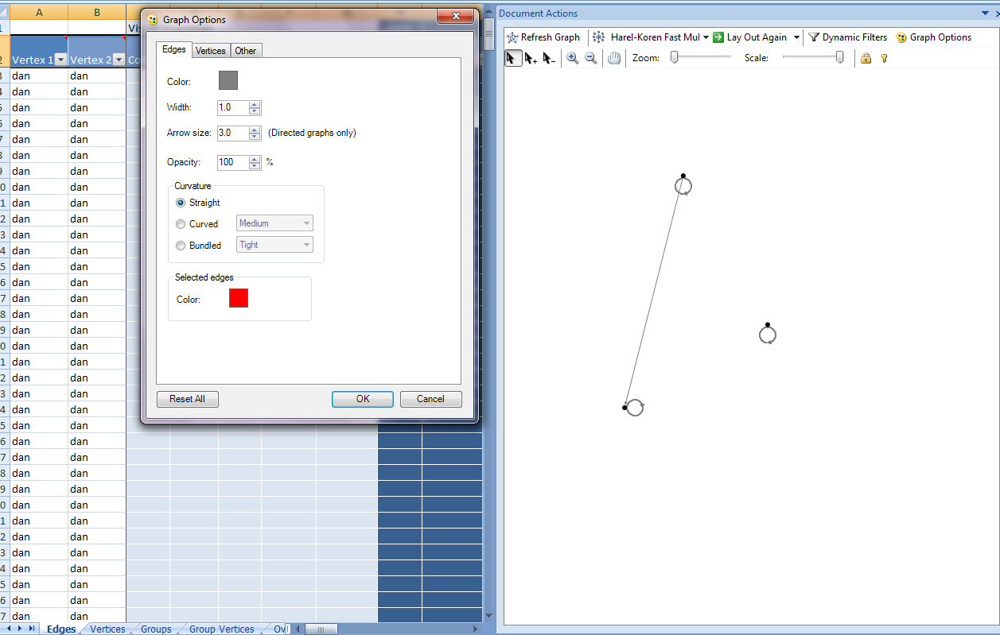 A B
Graph Options
Document Actions
1 Vis
Refresh Graph Harel-Koren Fast Mul Lay Out Again Dynamic Filters Graph Options
Edges Vertices Other
Zoom: Scale:
2 Vertex 1 Vertex 2 Co
Color:
Width: 1.0
Arrow size: 3.0 (Directed graphs only)
Opacity: 100 %
Curvature
Straight
Curved Medium
Bundled Tight
Selected edges
Color:
Reset All OK Cancel
3 dan dan
4 dan dan
5 dan dan
6 dan dan
7 dan dan
8 dan dan
9 dan dan
0 dan dan
1 dan dan
2 dan dan
3 dan dan
4 dan dan
5 dan dan
6 dan dan
7 dan dan
8 dan dan
9 dan dan
0 dan dan
1 dan dan
2 dan dan
3 dan dan
4 dan dan
5 dan dan
6 dan dan
7 dan dan
8 dan dan
9 dan dan
0 dan dan
1 dan dan
2 dan dan
3 dan dan
4 dan dan
5 dan dan
6 dan dan
7 dan dan
Edges Vertices Groups Group Vertices Ov